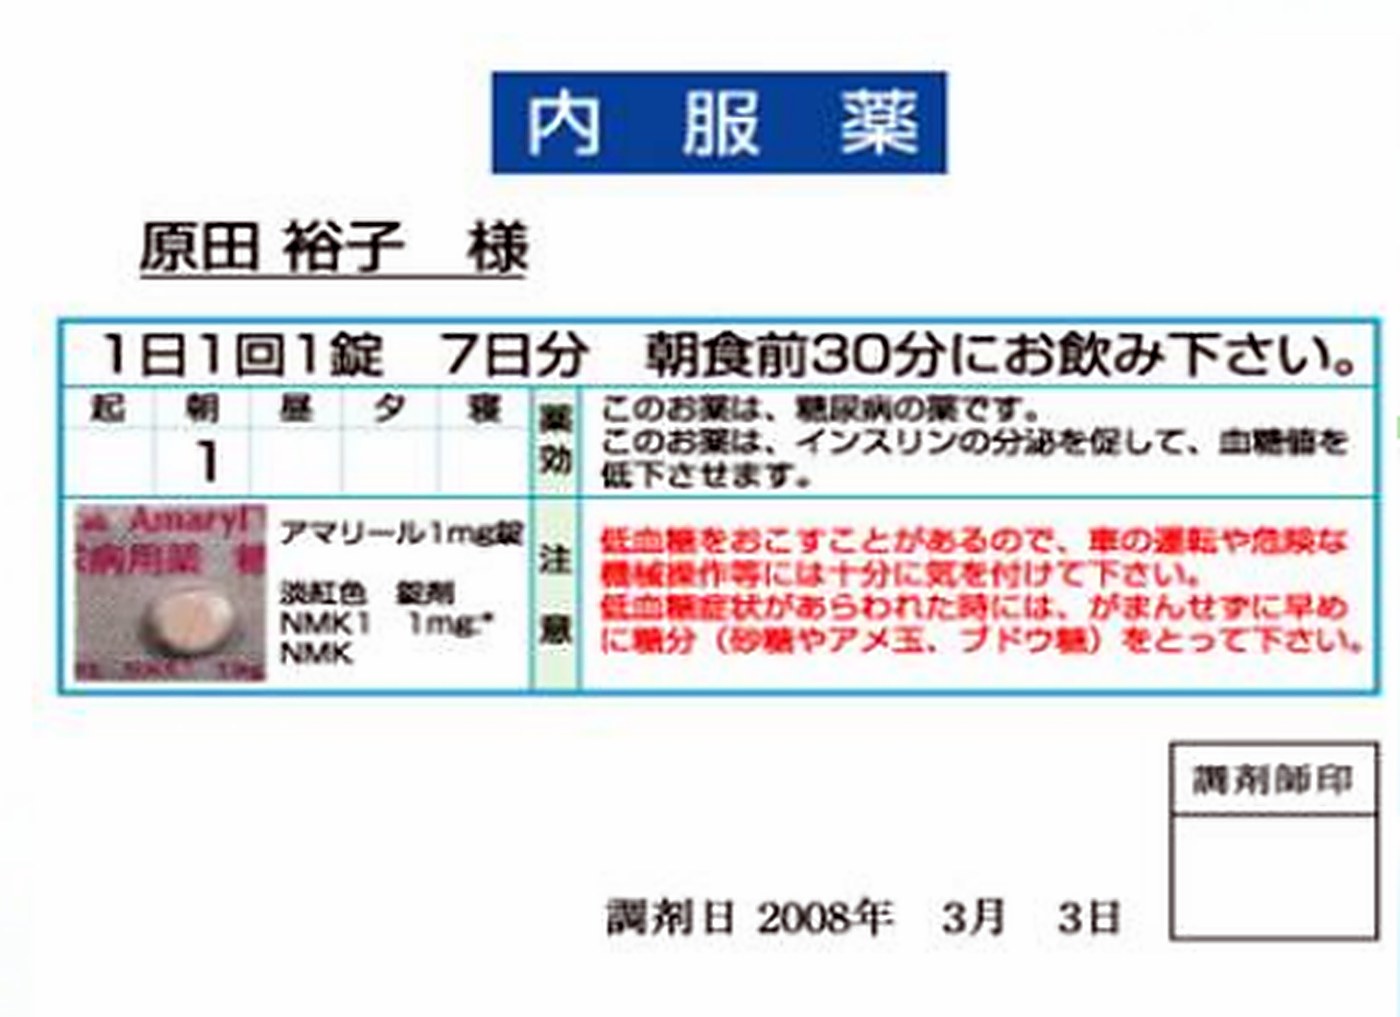 内 服 薬
原田 裕子 様
1日1回1錠 7日分 朝食前30分にお飲み下さい。
起 朝 昼 夕 寝
1
薬効
このお薬は、糖尿病の薬です。
このお薬は、インスリンの分泌を促して、血糖値を
低下させます。
Amaryl
病用薬 糖
アマリール1mg錠
淡紅色 錠剤
NMK1 1mg:*
NMK
注意
低血糖をおこすことがあるので、車の運転や危険な
機械操作等には十分に気を付けて下さい。
低血糖症状があらわれた時には、がまんせずに早め
に糖分（砂糖やアメ玉、ブドウ糖）をとって下さい。
調剤師印
調剤日 2008年 3月 3日